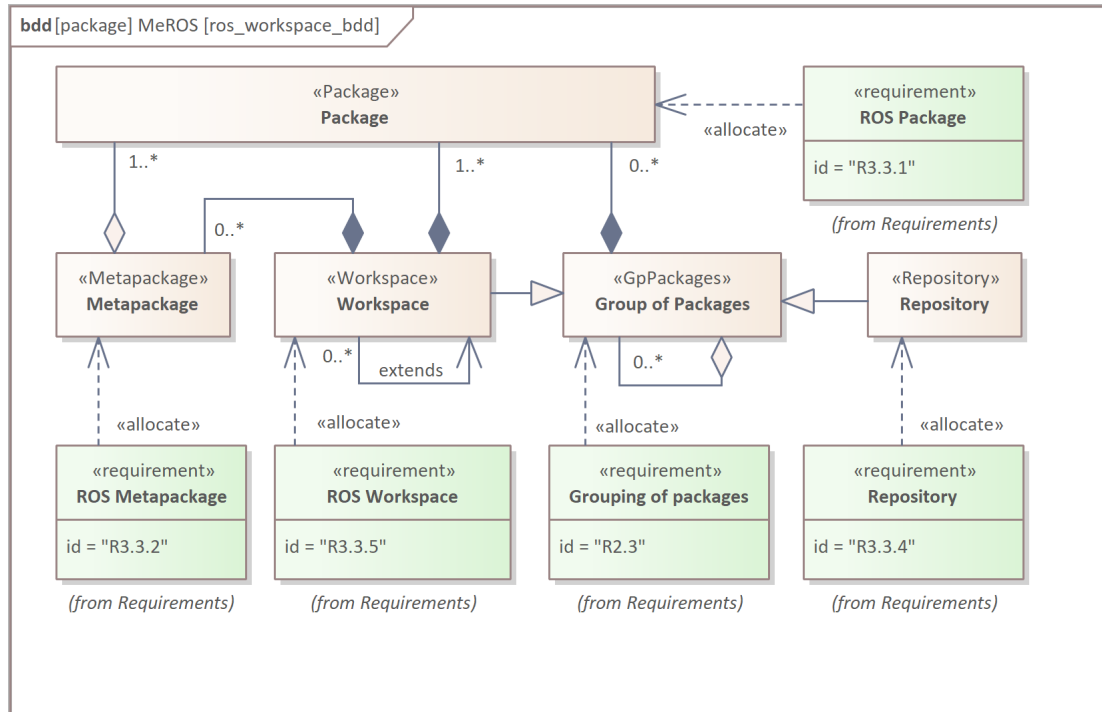 bdd [package] MeROS [ros_workspace_bdd]
«Package»
Package
«requirement»
ROS Package
id = "R3.3.1"
(from Requirements)
«allocate»
1..*
1..*
0..*
0..*
«Metapackage»
Metapackage
«Workspace»
Workspace
«GpPackages»
Group of Packages
«Repository»
Repository
0..*
extends
0..*
«allocate»
«allocate»
«allocate»
«allocate»
«requirement»
ROS Metapackage
id = "R3.3.2"
(from Requirements)
«requirement»
ROS Workspace
id = "R3.3.5"
(from Requirements)
«requirement»
Grouping of packages
id = "R2.3"
(from Requirements)
«requirement»
Repository
id = "R3.3.4"
(from Requirements)